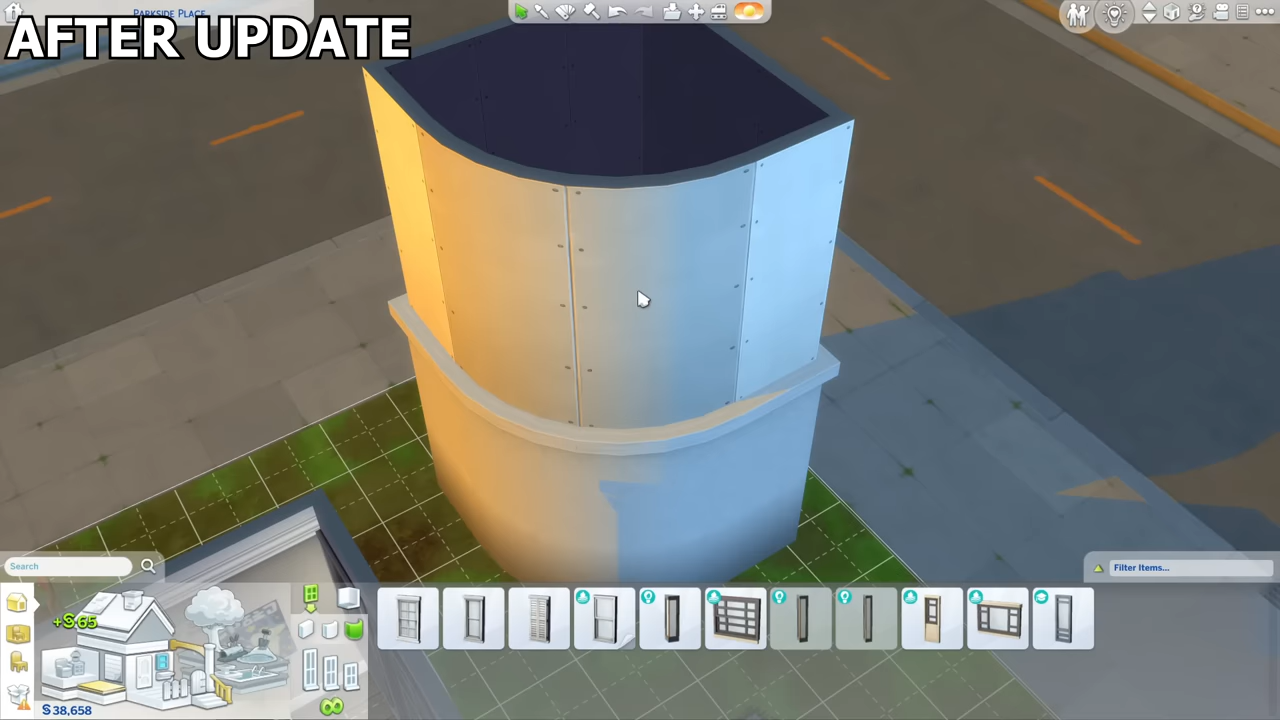 PARKSIDE PLACE
AFTER UPDATE
Search
Filter Items...
+§65
§38,658